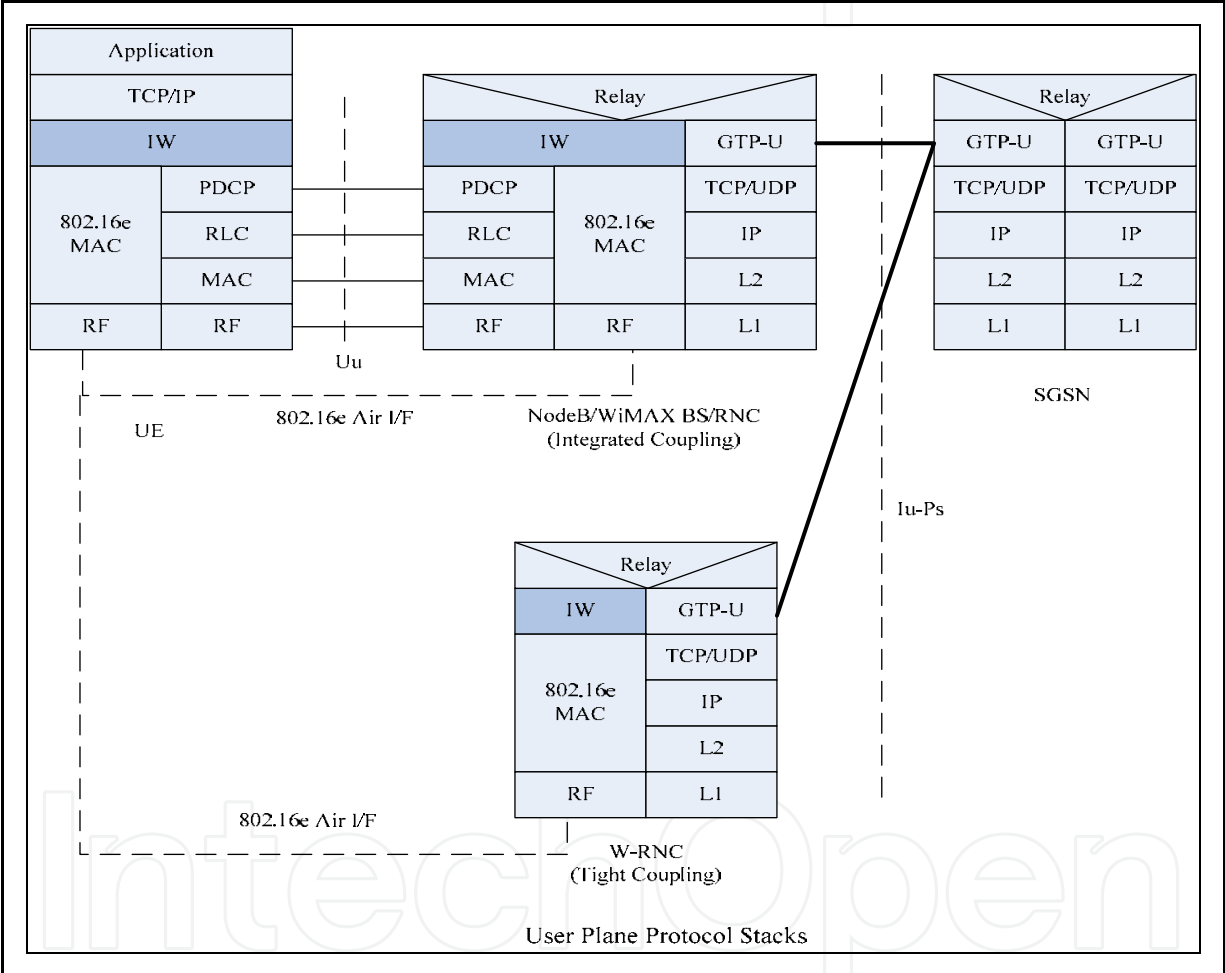 Application
TCP/IP
IW
802.16e
MAC
PDCP
RLC
MAC
RF
RF
UE
Uu
802.16e Air I/F
Relay
IW
GTP-U
PDCP
RLC
MAC
RF
802.16e
MAC
RF
TCP/UDP
IP
L2
L1
NodeB/WiMAX BS/RNC
(Integrated Coupling)
Relay
GTP-U
GTP-U
TCP/UDP
TCP/UDP
IP
IP
L2
L2
L1
L1
SGSN
Iu-Ps
Relay
IW
GTP-U
802.16e
MAC
TCP/UDP
IP
L2
RF
L1
802.16e Air I/F
W-RNC
(Tight Coupling)
User Plane Protocol Stacks
IntechOpen